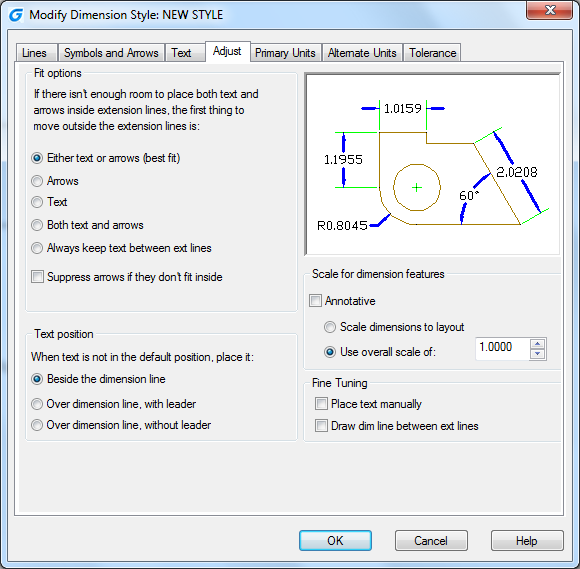 Modify Dimension Style: NEW STYLE
Lines
Symbols and Arrows
Text
Adjust
Primary Units
Alternate Units
Tolerance
Fit options
If there isn't enough room to place both text and
arrows inside extension lines, the first thing to
move outside the extension lines is:
Either text or arrows (best fit)
Arrows
Text
Both text and arrows
Always keep text between ext lines
Suppress arrows if they don't fit inside
Text position
When text is not in the default position, place it:
Beside the dimension line
Over dimension line, with leader
Over dimension line, without leader
1.0159
1.1955
2.0208
60°
R0.8045
Scale for dimension features
Annotative
Scale dimensions to layout
Use overall scale of:
1.0000
Fine Tuning
Place text manually
Draw dim line between ext lines
OK
Cancel
Help